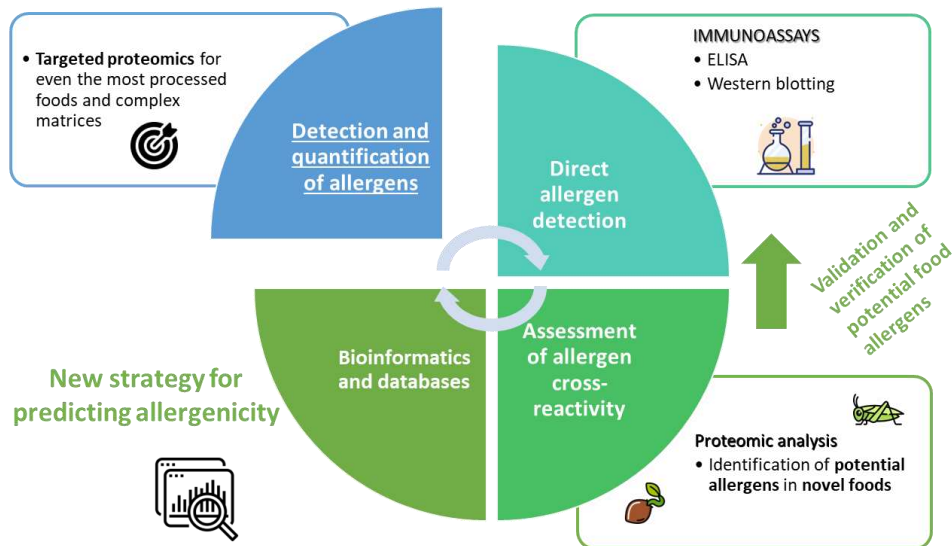 • Targeted proteomics for
even the most processed
foods and complex
matrices
Detection and
quantification
of allergens
IMMUNOASSAYS
• ELISA
• Western blotting
Direct
allergen
detection
Validation and
verification of
potential food
allergens
Bioinformatics
and databases
Assessment
of allergen
cross-
reactivity
New strategy for
predicting allergenicity
Proteomic analysis
• Identification of potential
allergens in novel foods